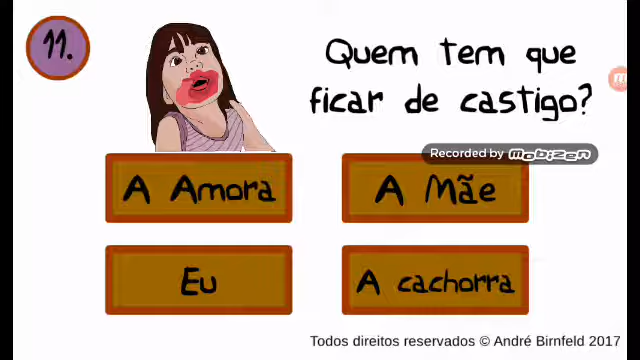 11.
Quem tem que
ficar de castigo?
Recorded by mobizen
A Amora
A Mãe
Eu
A cachorra
Todos direitos reservados © André Birnfeld 2017